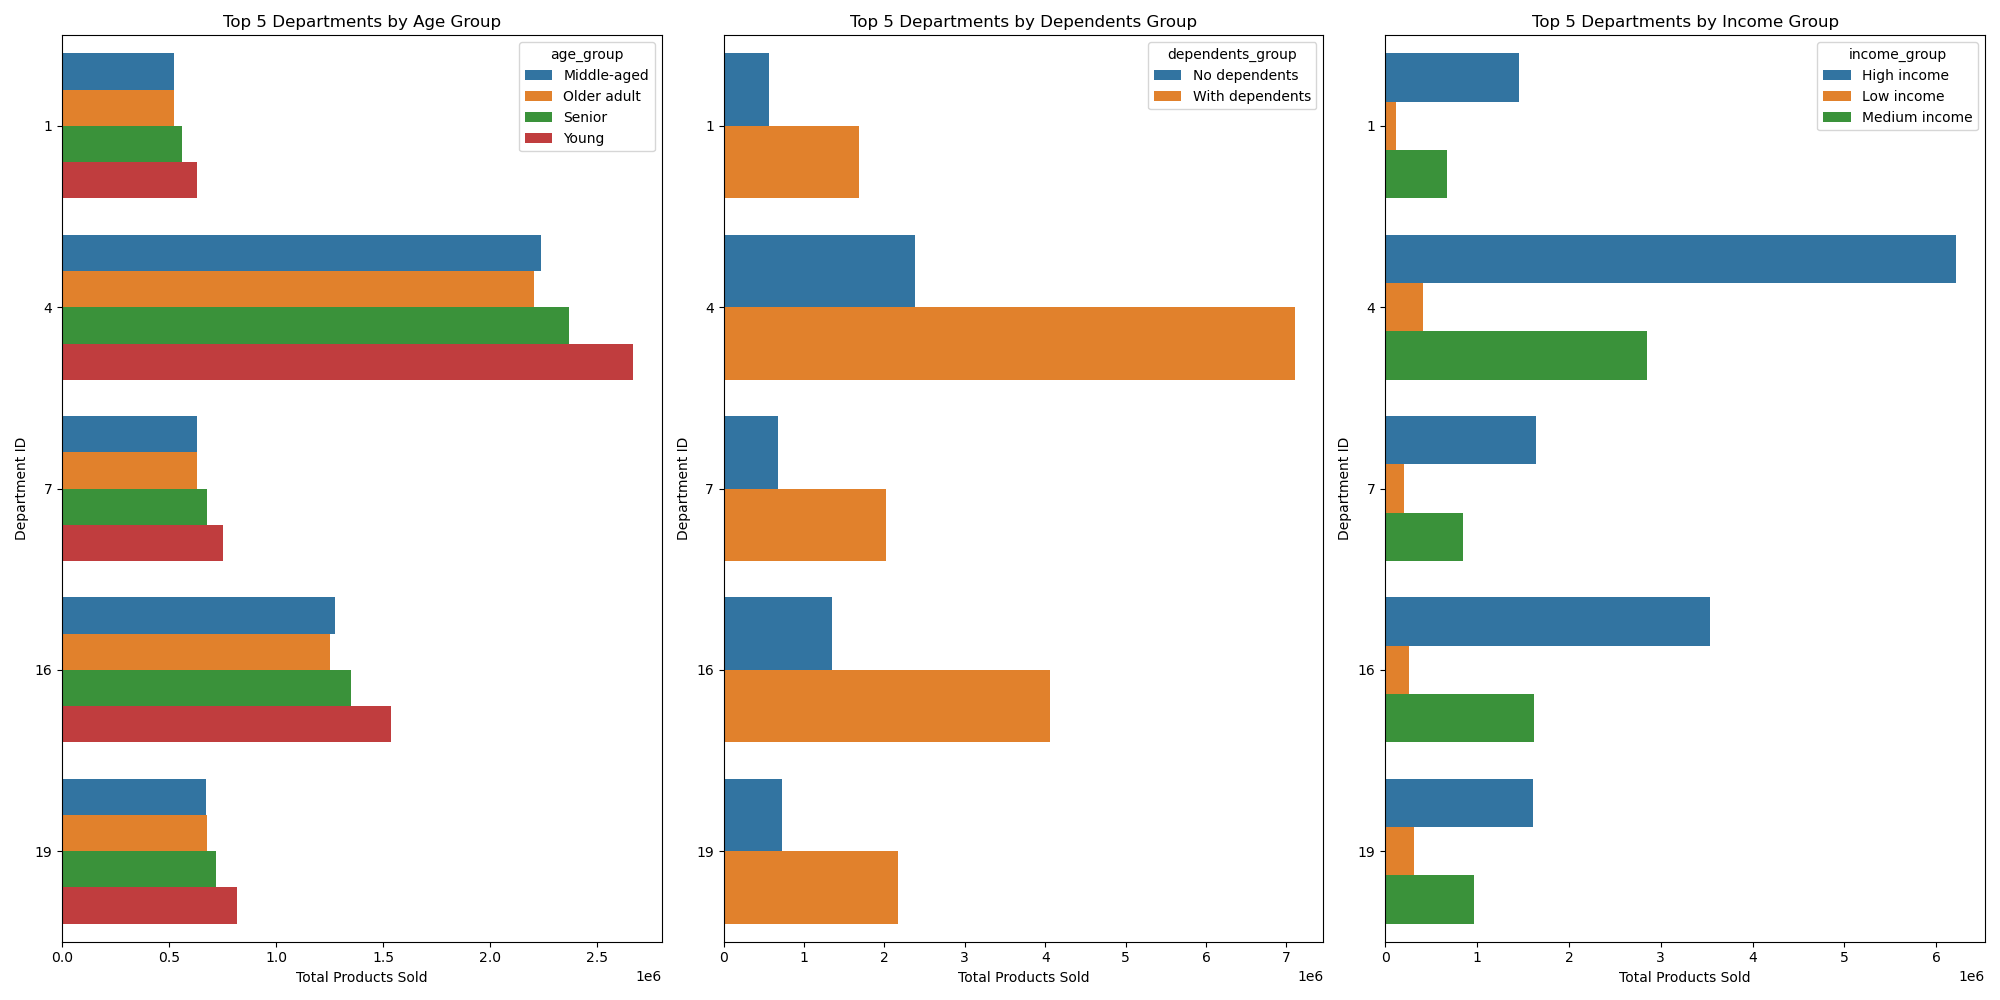 Top 5 Departments by Age Group
age_group
Middle-aged
Older adult
Senior
Young
Department ID
1
4
7
16
19
0.0 0.5 1.0 1.5 2.0 2.5
Total Products Sold
1e6
Top 5 Departments by Dependents Group
dependents_group
No dependents
With dependents
Department ID
1
4
7
16
19
0 1 2 3 4 5 6 7
Total Products Sold
1e6
Top 5 Departments by Income Group
income_group
High income
Low income
Medium income
Department ID
1
4
7
16
19
0 1 2 3 4 5 6
Total Products Sold
1e6